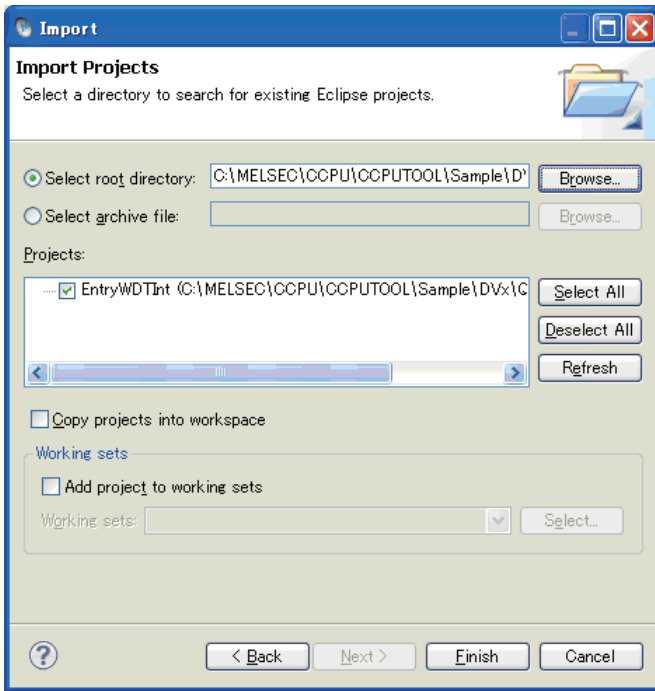 Import
Import Projects
Select a directory to search for existing Eclipse projects.
Select root directory: C:\MELSEC\CCPU\CCPUTOOL\Sample\DV Browse...
Select archive file: Browse...
Projects:
EntryWDTInt (C:\MELSEC\CCPU\CCPUTOOL\Sample\DVx\C
Select All
Deselect All
Refresh
Copy projects into workspace
Working sets
Add project to working sets
Working sets: Select...
? < Back Next > Finish Cancel